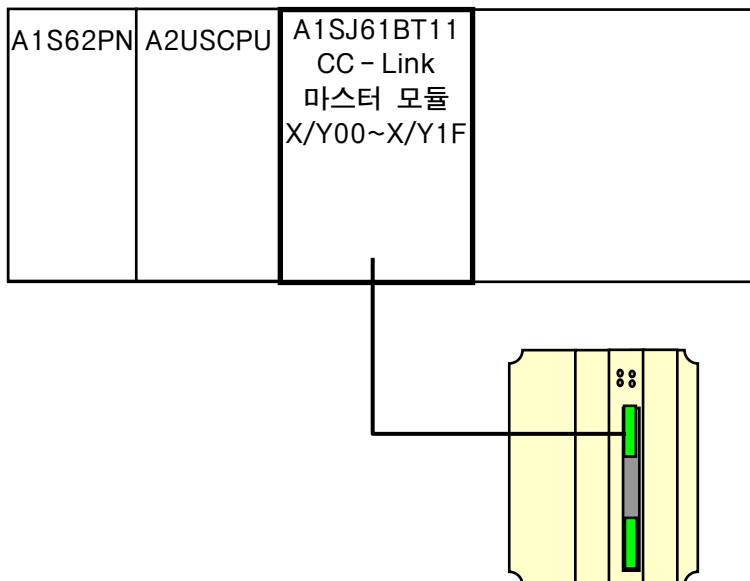 A1S62PN
A2USCPU
A1SJ61BT11
CC-Link
마스터 모듈
X/Y00~X/Y1F